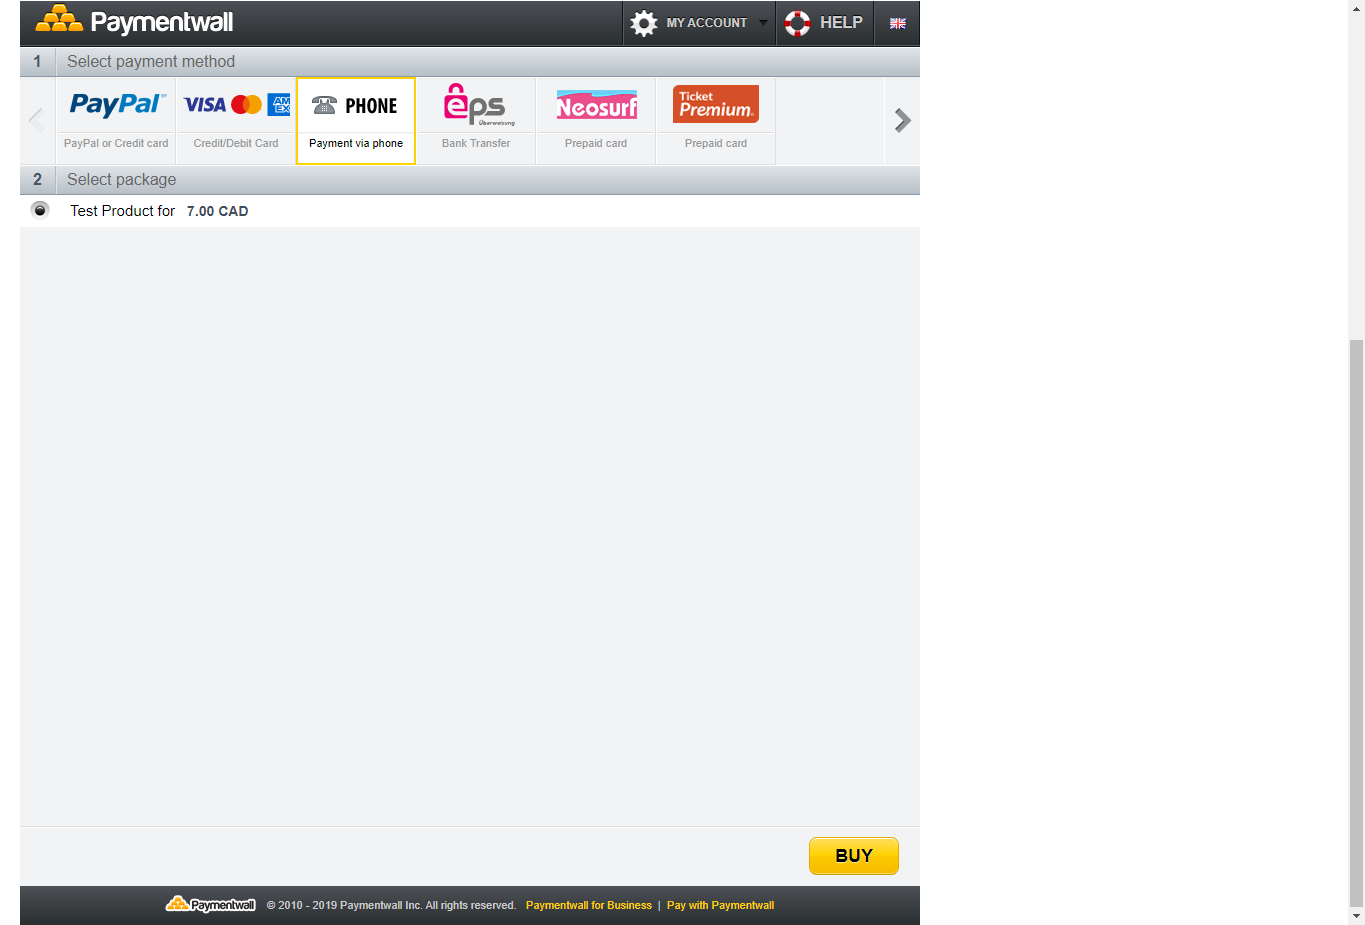 Paymentwall
MY ACCOUNT
HELP
1 Select payment method
PayPal™
VISA
AM
EX
PHONE
eps
Überweisung
Neosurf
Ticket
Premium
PayPal or Credit card
Credit/Debit Card
Payment via phone
Bank Transfer
Prepaid card
Prepaid card
2 Select package
Test Product for 7.00 CAD
BUY
Paymentwall © 2010 - 2019 Paymentwall Inc. All rights reserved. Paymentwall for Business | Pay with Paymentwall